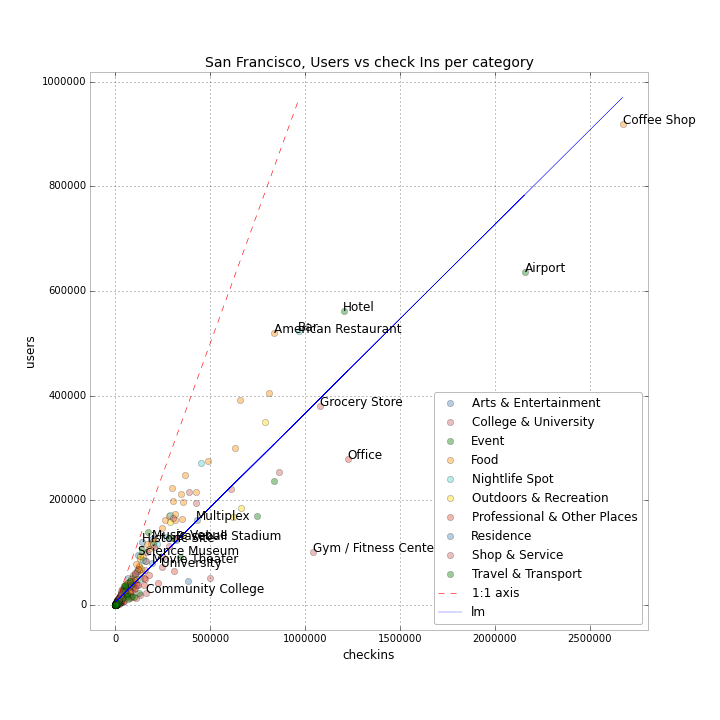 San Francisco, Users vs check Ins per category
1000000
800000
600000
400000
200000
0
users
Coffee Shop
Airport
Hotel
Bar
American Restaurant
Grocery Store
Office
Multiplex
Music Venue
Baseball Stadium
Historic Site
Science Museum
Movie Theater
University
Gym / Fitness Cente
Community College
Arts & Entertainment
College & University
Event
Food
Nightlife Spot
Outdoors & Recreation
Professional & Other Places
Residence
Shop & Service
Travel & Transport
1:1 axis
lm
0
500000
1000000
1500000
2000000
2500000
checkins